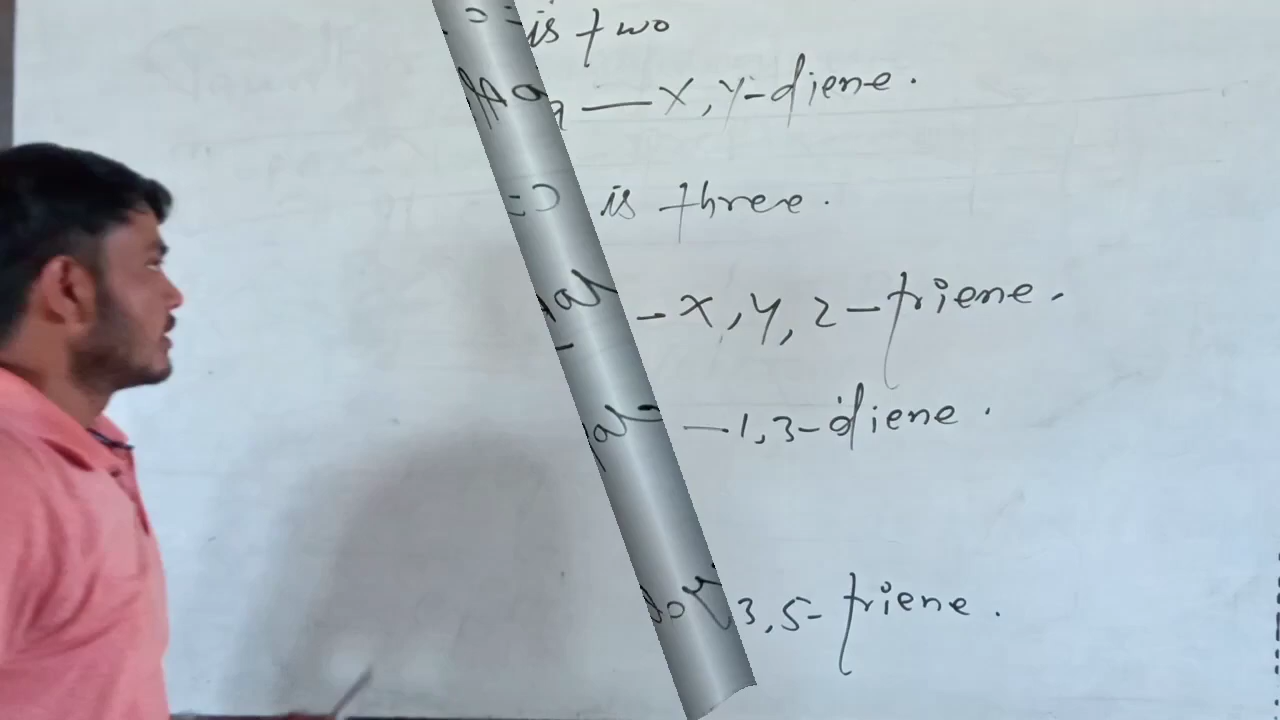 is two
— X, Y-diene.
is three.
- X, Y, Z-triene.
— 1, 3-diene.
3, 5- triene.